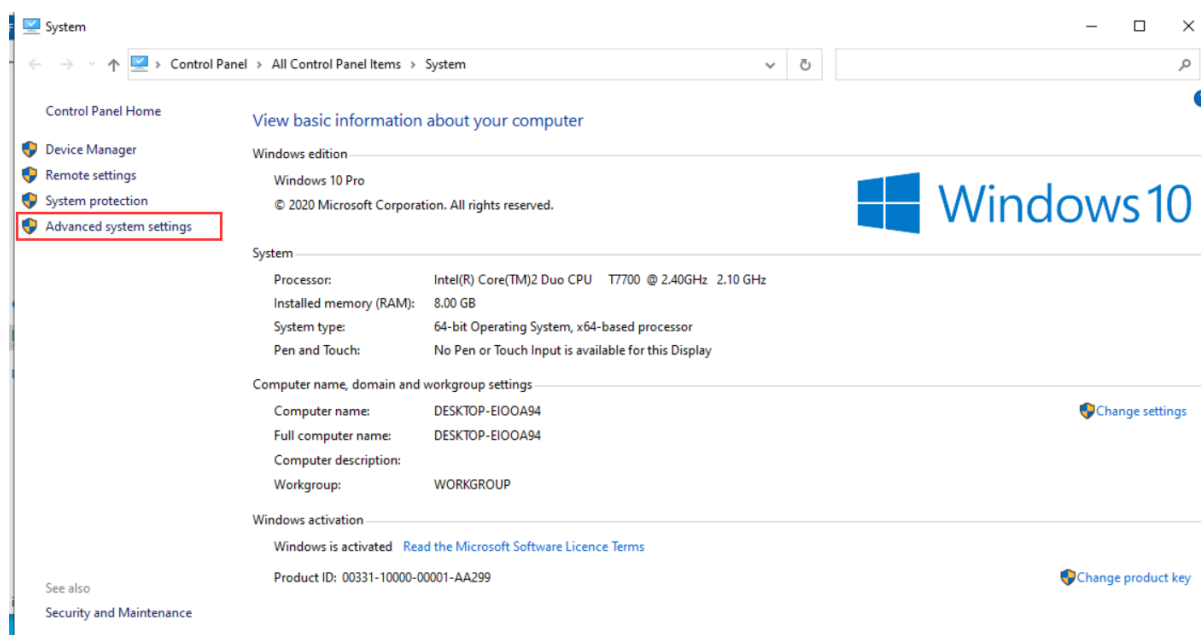 System
Control Panel > All Control Panel Items > System
Control Panel Home
Device Manager
Remote settings
System protection
Advanced system settings
View basic information about your computer
Windows edition
Windows 10 Pro
© 2020 Microsoft Corporation. All rights reserved.
Windows 10
System
Processor: Intel(R) Core(TM)2 Duo CPU T7700 @ 2.40GHz 2.10 GHz
Installed memory (RAM): 8.00 GB
System type: 64-bit Operating System, x64-based processor
Pen and Touch: No Pen or Touch Input is available for this Display
Computer name, domain and workgroup settings
Computer name: DESKTOP-EIOOA94
Change settings
Full computer name: DESKTOP-EIOOA94
Computer description:
Workgroup: WORKGROUP
Windows activation
Windows is activated Read the Microsoft Software Licence Terms
Product ID: 00331-10000-00001-AA299
Change product key
See also
Security and Maintenance